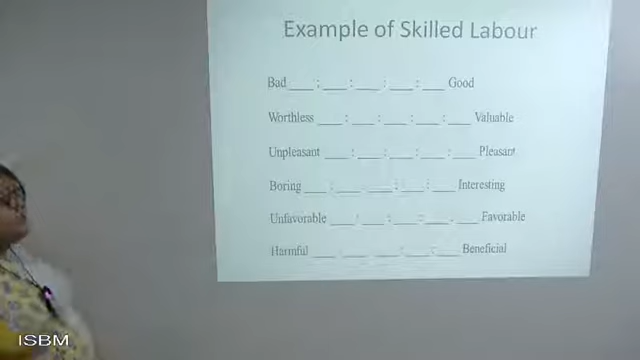 Example of Skilled Labour
Bad ___ : ___ : ___ : ___ : ___ Good
Worthless ___ : ___ : ___ : ___ : ___ Valuable
Unpleasant ___ : ___ : ___ : ___ : ___ Pleasant
Boring ___ : ___ : ___ : ___ : ___ Interesting
Unfavorable ___ : ___ : ___ : ___ : ___ Favorable
Harmful ___ : ___ : ___ : ___ : ___ Beneficial
ISBM